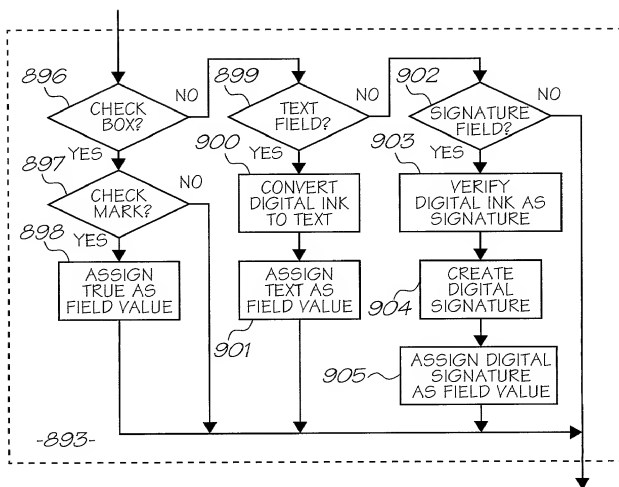 896
CHECK
BOX?
NO
YES
897
CHECK
MARK?
NO
YES
898
ASSIGN
TRUE AS
FIELD VALUE
899
TEXT
FIELD?
NO
YES
900
CONVERT
DIGITAL INK
TO TEXT
ASSIGN
TEXT AS
FIELD VALUE
901
902
SIGNATURE
FIELD?
NO
YES
903
VERIFY
DIGITAL INK AS
SIGNATURE
CREATE
DIGITAL
SIGNATURE
904
ASSIGN DIGITAL
SIGNATURE
AS FIELD VALUE
905
-893-